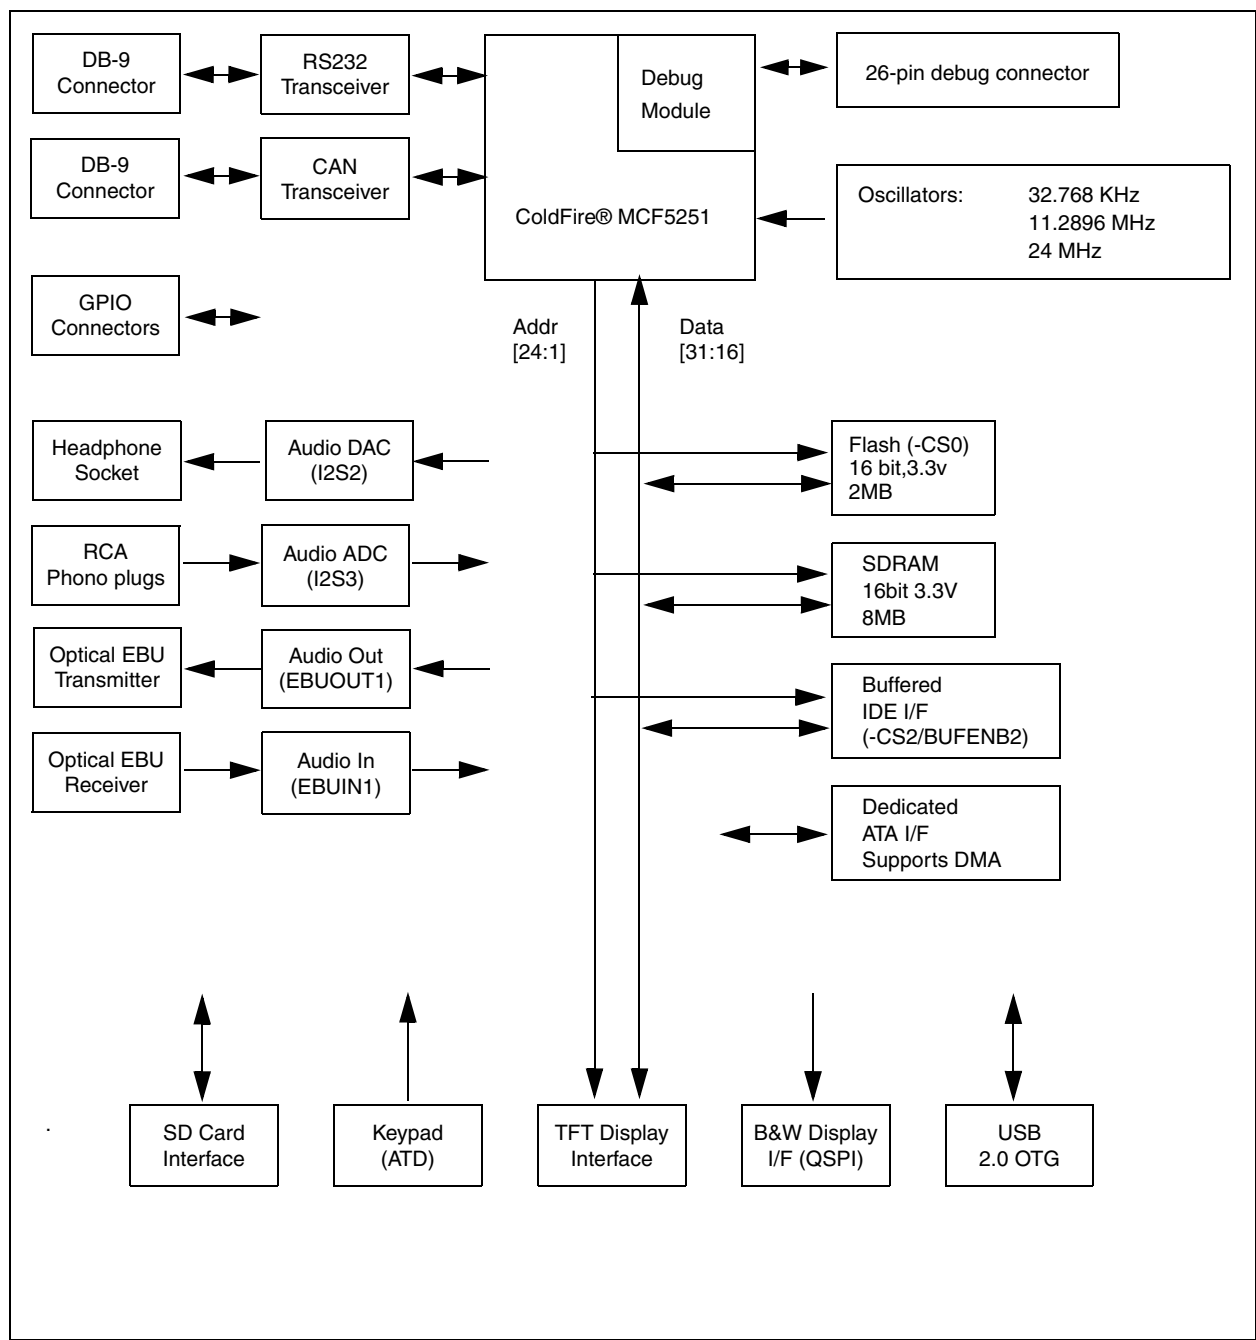 DB-9
Connector
RS232
Transceiver
Debug
Module
26-pin debug connector
DB-9
Connector
CAN
Transceiver
ColdFire® MCF5251
Oscillators: 32.768 KHz
11.2896 MHz
24 MHz
GPIO
Connectors
Addr
[24:1]
Data
[31:16]
Headphone
Socket
Audio DAC
(I2S2)
Flash (-CS0)
16 bit,3.3v
2MB
RCA
Phono plugs
Audio ADC
(I2S3)
SDRAM
16bit 3.3V
8MB
Optical EBU
Transmitter
Audio Out
(EBUOUT1)
Buffered
IDE I/F
(-CS2/BUFENB2)
Optical EBU
Receiver
Audio In
(EBUIN1)
Dedicated
ATA I/F
Supports DMA
.
SD Card
Interface
Keypad
(ATD)
TFT Display
Interface
B&W Display
I/F (QSPI)
USB
2.0 OTG